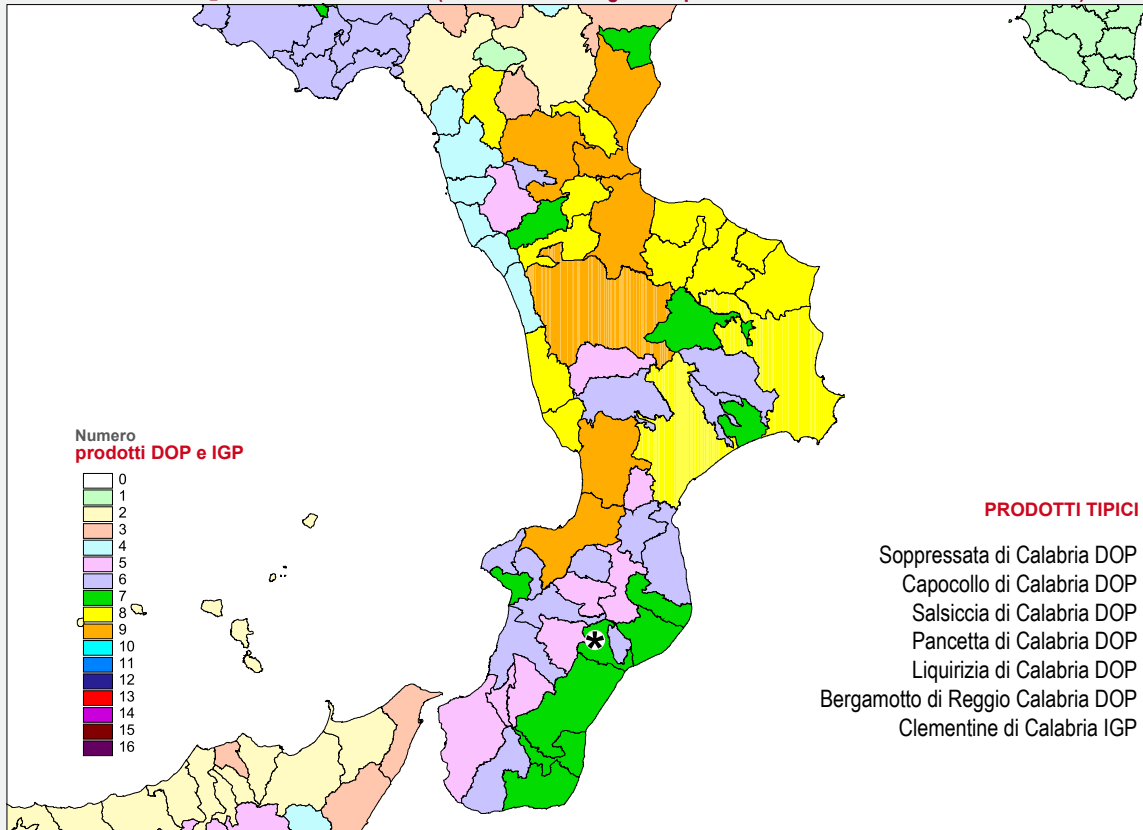 Numero
prodotti DOP e IGP
0
1
2
3
4
5
6
7
8
9
10
11
12
13
14
15
16
*
PRODOTTI TIPICI
Soppressata di Calabria DOP
Capocollo di Calabria DOP
Salsiccia di Calabria DOP
Pancetta di Calabria DOP
Liquirizia di Calabria DOP
Bergamotto di Reggio Calabria DOP
Clementine di Calabria IGP